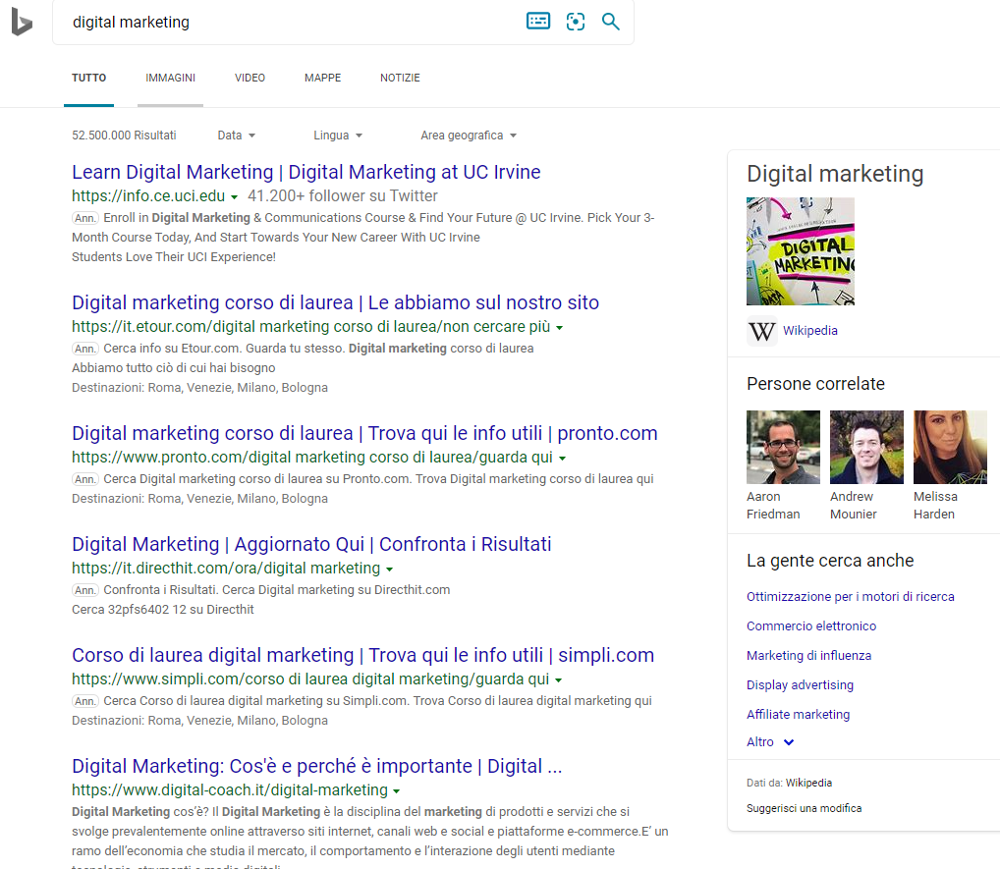 digital marketing
TUTTO IMMAGINI VIDEO MAPPE NOTIZIE
52.500.000 Risultati Data Lingua Area geografica
Learn Digital Marketing | Digital Marketing at UC Irvine
https://info.ce.uci.edu 41.200+ follower su Twitter
Ann. Enroll in Digital Marketing & Communications Course & Find Your Future @ UC Irvine. Pick Your 3-
Month Course Today, And Start Towards Your New Career With UC Irvine
Students Love Their UCI Experience!
Digital marketing corso di laurea | Le abbiamo sul nostro sito
https://it.etour.com/digital marketing corso di laurea/non cercare più
Ann. Cerca info su Etour.com. Guarda tu stesso. Digital marketing corso di laurea
Abbiamo tutto ciò di cui hai bisogno
Destinazioni: Roma, Venezie, Milano, Bologna
Digital marketing corso di laurea | Trova qui le info utili | pronto.com
https://www.pronto.com/digital marketing corso di laurea/guarda qui
Ann. Cerca Digital marketing corso di laurea su Pronto.com. Trova Digital marketing corso di laurea qui
Destinazioni: Roma, Venezie, Milano, Bologna
Digital Marketing | Aggiornato Qui | Confronta i Risultati
https://it.directhit.com/ora/digital marketing
Ann. Confronta i Risultati. Cerca Digital marketing su Directhit.com
Cerca 32pfs6402 12 su Directhit
Corso di laurea digital marketing | Trova qui le info utili | simpli.com
https://www.simpli.com/corso di laurea digital marketing/guarda qui
Ann. Cerca Corso di laurea digital marketing su Simpli.com. Trova Corso di laurea digital marketing qui
Destinazioni: Roma, Venezie, Milano, Bologna
Digital Marketing: Cos'è e perché è importante | Digital ...
https://www.digital-coach.it/digital-marketing
Digital Marketing cos'è? Il Digital Marketing è la disciplina del marketing di prodotti e servizi che si
svolge prevalentemente online attraverso siti internet, canali web e social e piattaforme e-commerce.E' un
ramo dell'economia che studia il mercato, il comportamento e l'interazione degli utenti mediante
Digital marketing
DIGITAL
MARKETING
DATA
W Wikipedia
Persone correlate
Aaron
Friedman
Andrew
Mounier
Melissa
Harden
La gente cerca anche
Ottimizzazione per i motori di ricerca
Commercio elettronico
Marketing di influenza
Display advertising
Affiliate marketing
Altro
Dati da: Wikipedia
Suggerisci una modifica